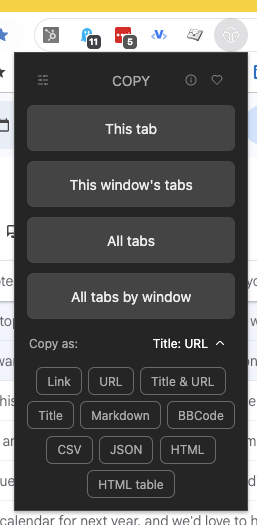 11
5
COPY
This tab
This window's tabs
All tabs
All tabs by window
Copy as:
Title: URL
Link
URL
Title & URL
Title
Markdown
BBCode
CSV
JSON
HTML
HTML table
calendar for next year, and we'd love to h